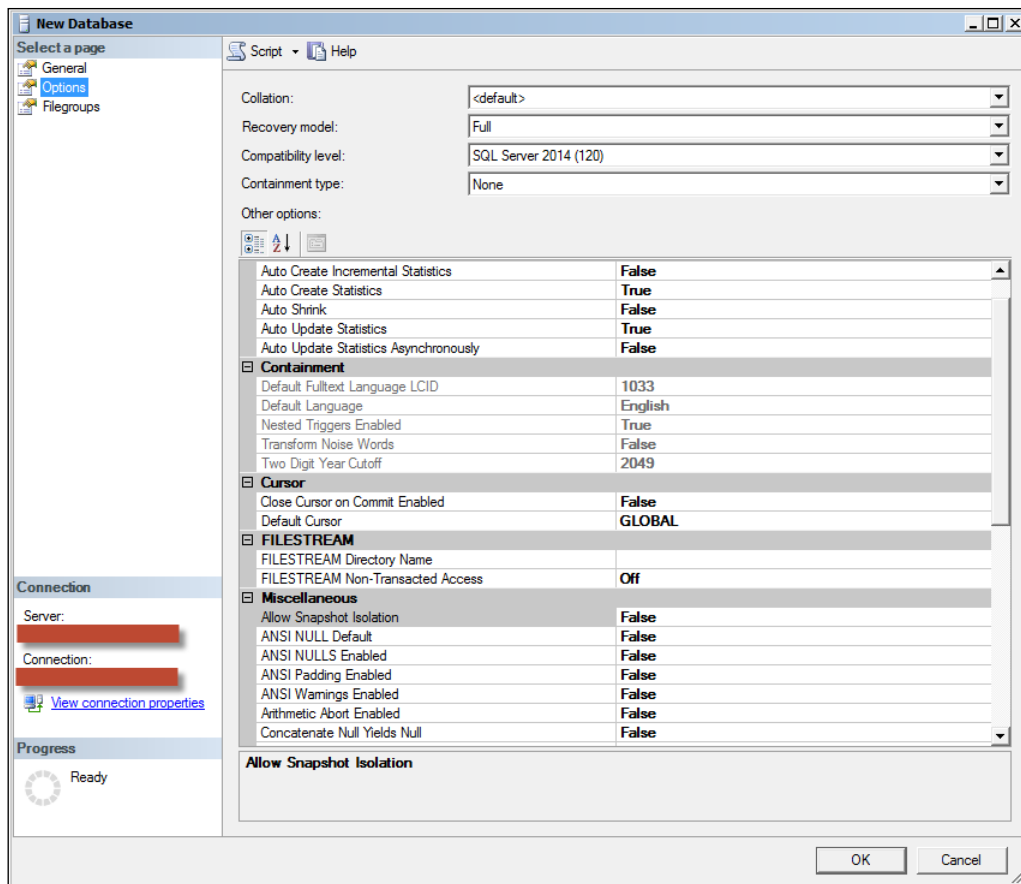 New Database
Select a page
General
Options
Filegroups
Script Help
Collation: <default>
Recovery model: Full
Compatibility level: SQL Server 2014 (120)
Containment type: None
Other options:
Auto Create Incremental Statistics False
Auto Create Statistics True
Auto Shrink False
Auto Update Statistics True
Auto Update Statistics Asynchronously False
Containment
Default Fulltext Language LCID 1033
Default Language English
Nested Triggers Enabled True
Transform Noise Words False
Two Digit Year Cutoff 2049
Cursor
Close Cursor on Commit Enabled False
Default Cursor GLOBAL
FILESTREAM
FILESTREAM Directory Name
FILESTREAM Non-Transacted Access Off
Miscellaneous
Allow Snapshot Isolation False
ANSI NULL Default False
ANSI NULLS Enabled False
ANSI Padding Enabled False
ANSI Warnings Enabled False
Arithmetic Abort Enabled False
Concatenate Null Yields Null False
Allow Snapshot Isolation
Connection
Server:
Connection:
View connection properties
Progress
Ready
OK Cancel